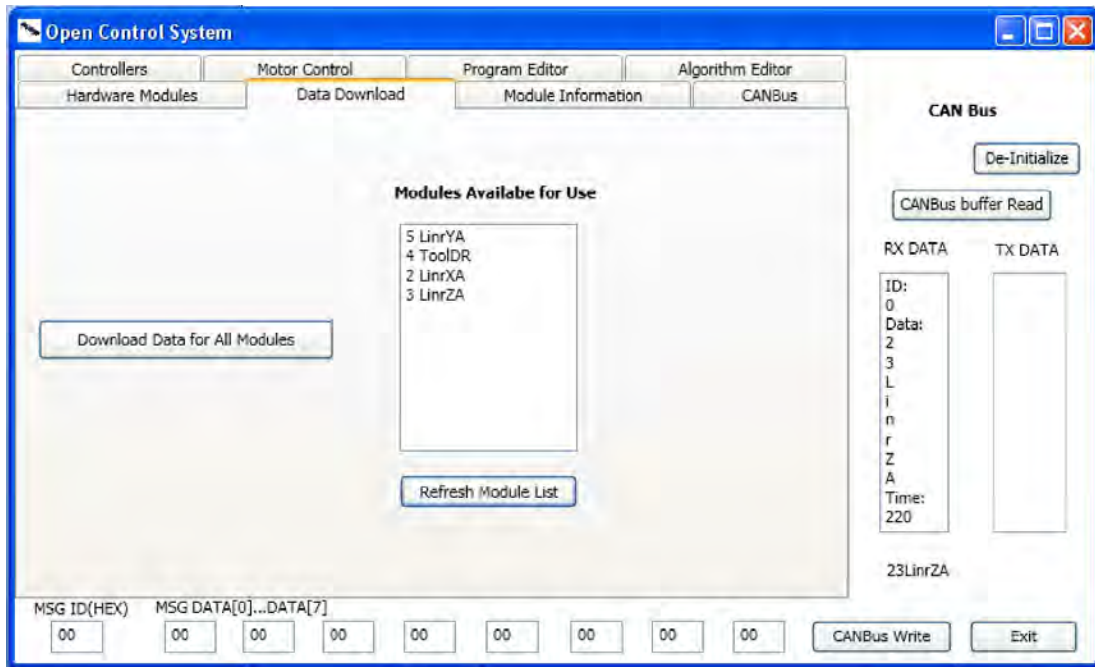 Open Control System
Controllers Motor Control Program Editor Algorithm Editor
Hardware Modules Data Download Module Information CANBus
Modules Availabe for Use
5 LinrYA
4 ToolDR
2 LinrXA
3 LinrZA
Download Data for All Modules
Refresh Module List
CAN Bus
De-Initialize
CANBus buffer Read
RX DATA TX DATA
ID:
0
Data:
2
3
L
i
n
r
Z
A
Time:
220
23LinrZA
MSG ID(HEX) MSG DATA[0]...DATA[7]
00 00 00 00 00 00 00 00 00 CANBus Write Exit